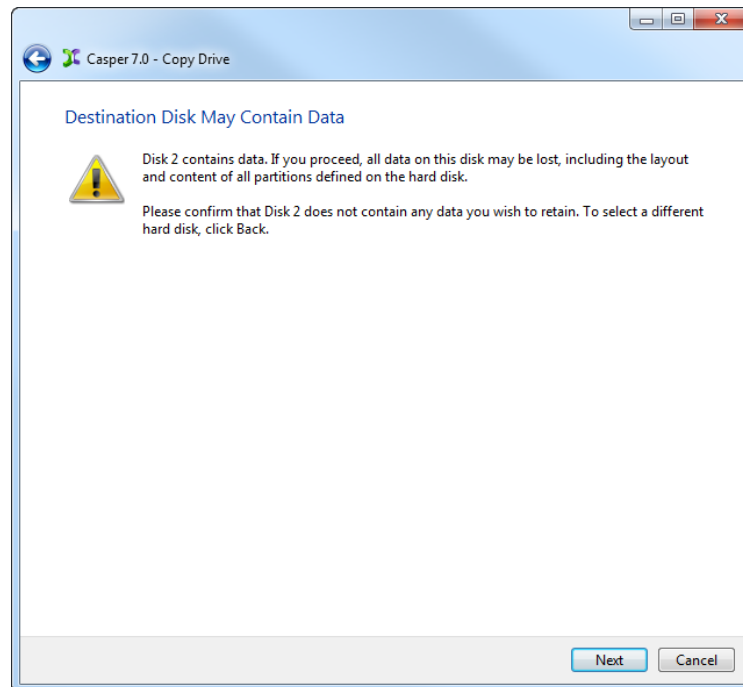 Casper 7.0 - Copy Drive
Destination Disk May Contain Data
Disk 2 contains data. If you proceed, all data on this disk may be lost, including the layout
and content of all partitions defined on the hard disk.
Please confirm that Disk 2 does not contain any data you wish to retain. To select a different
hard disk, click Back.
Next Cancel